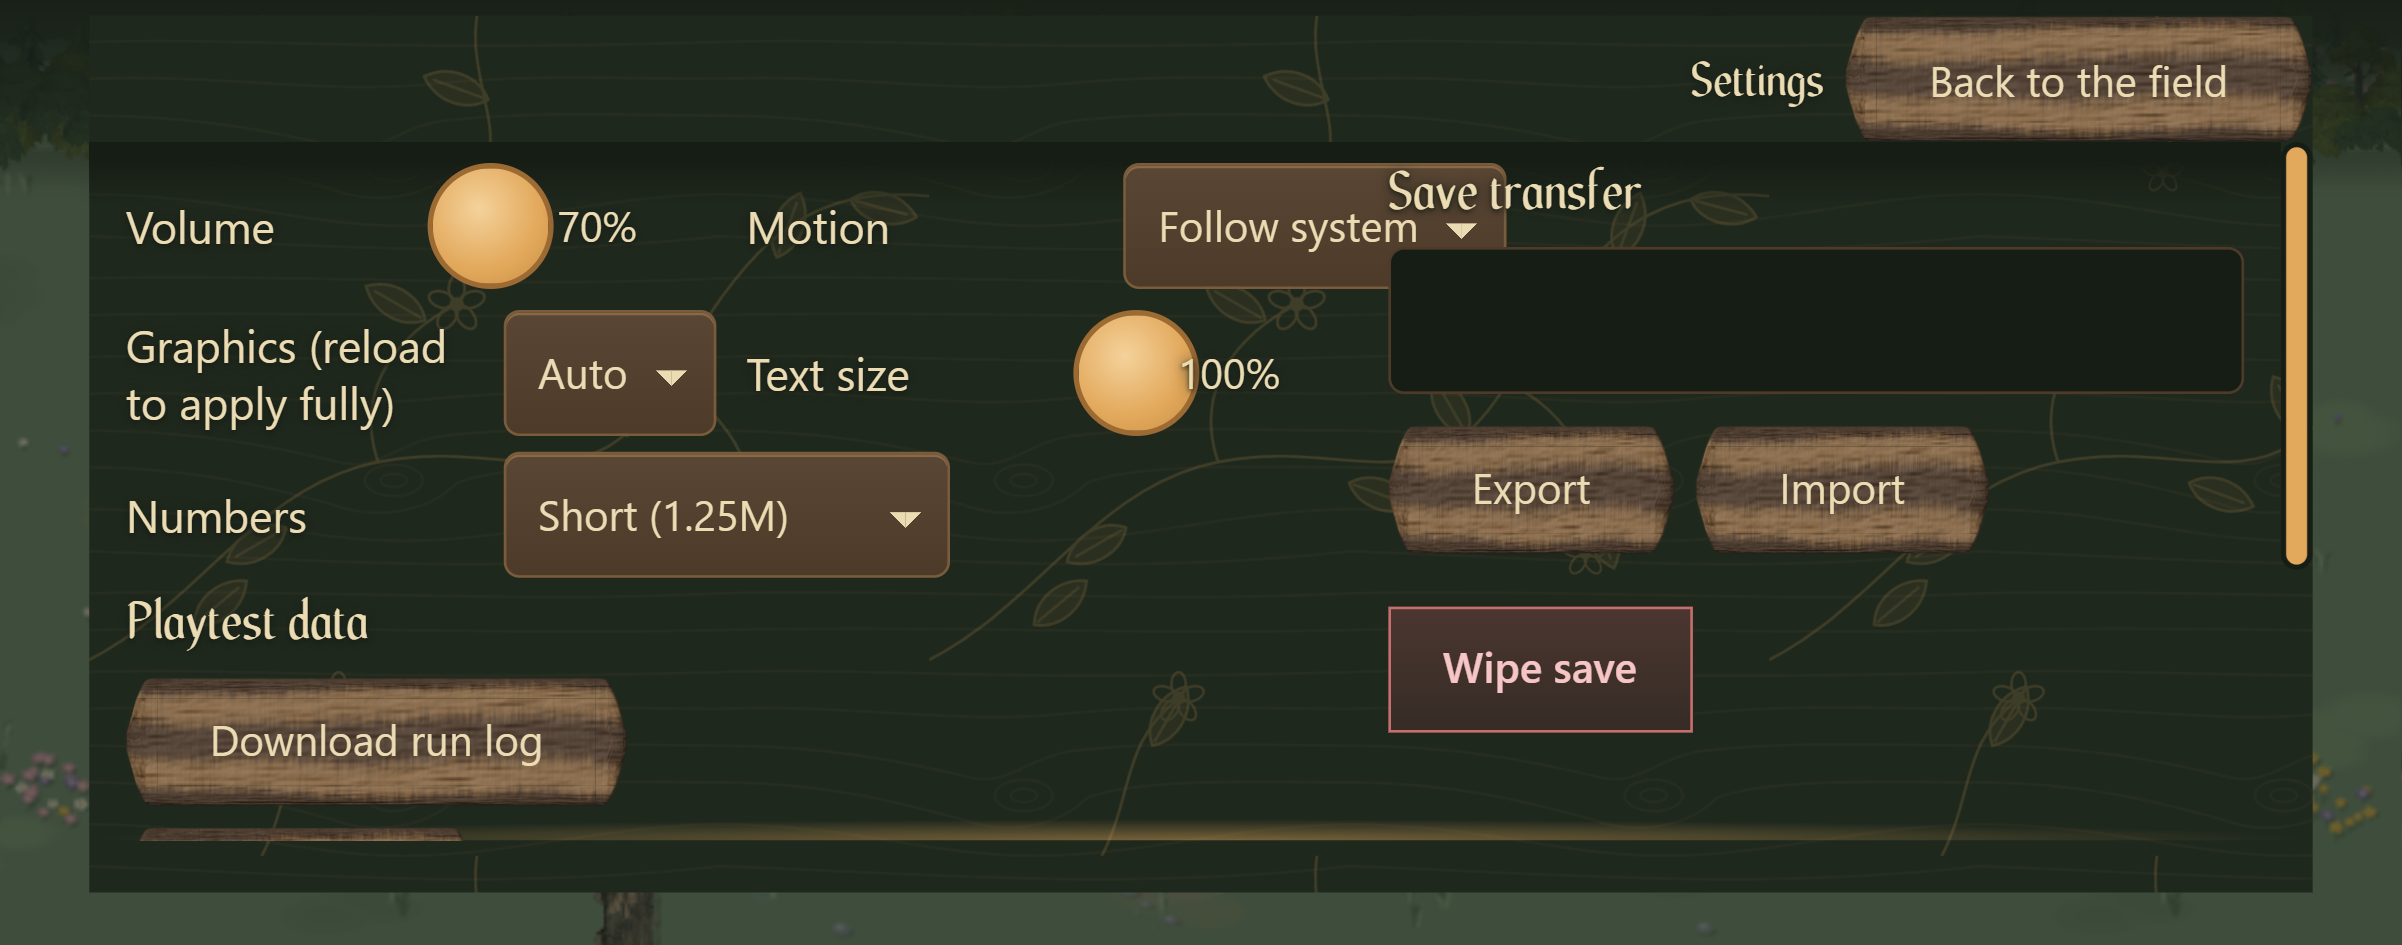 Settings
Back to the field
Volume
70%
Motion
Follow system
Save transfer
Graphics (reload
to apply fully)
Auto
Text size
100%
Numbers
Short (1.25M)
Export
Import
Playtest data
Wipe save
Download run log